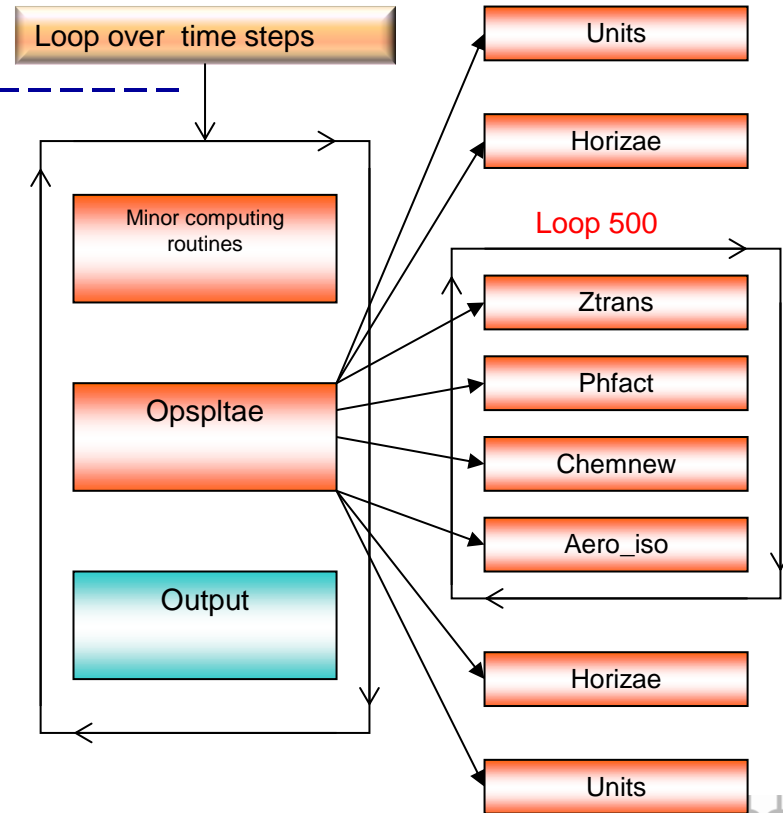 Loop over time steps
Minor computing
routines
Opspltae
Output
Units
Horizae
Loop 500
Ztrans
Phfact
Chemnew
Aero_iso
Horizae
Units